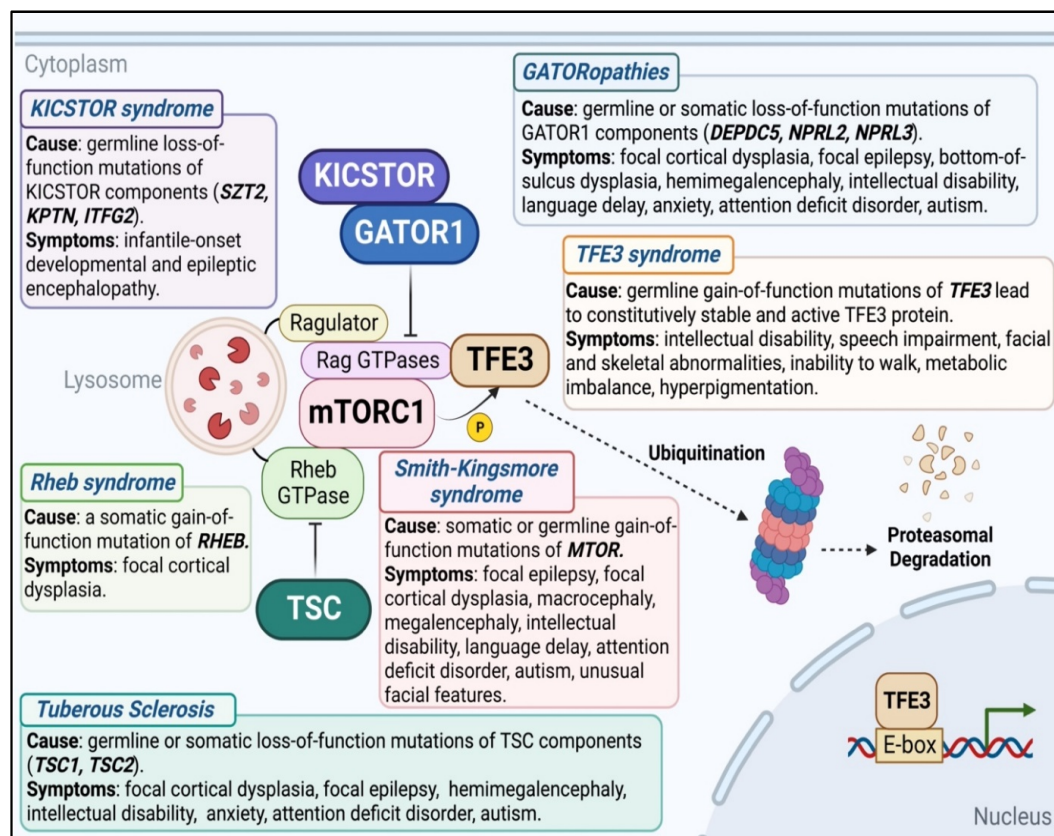 Cytoplasm
KICSTOR syndrome
Cause: germline loss-of-
function mutations of
KICSTOR components (SZT2,
KPTN, ITFG2).
Symptoms: infantile-onset
developmental and epileptic
encephalopathy.
KICSTOR
GATOR1
GATORopathies
Cause: germline or somatic loss-of-function mutations of
GATOR1 components (DEPDC5, NPRL2, NPRL3).
Symptoms: focal cortical dysplasia, focal epilepsy, bottom-of-
sulcus dysplasia, hemimegalencephaly, intellectual disability,
language delay, anxiety, attention deficit disorder, autism.
TFE3 syndrome
Cause: germline gain-of-function mutations of TFE3 lead
to constitutively stable and active TFE3 protein.
Symptoms: intellectual disability, speech impairment, facial
and skeletal abnormalities, inability to walk, metabolic
imbalance, hyperpigmentation.
Lysosome
Ragulator
Rag GTPases
TFE3
mTORC1
P
Rheb
GTPase
TSC
Rheb syndrome
Cause: a somatic gain-of-
function mutation of RHEB.
Symptoms: focal cortical
dysplasia.
Smith-Kingsmore
syndrome
Cause: somatic or germline gain-of-
function mutations of MTOR.
Symptoms: focal epilepsy, focal
cortical dysplasia, macrocephaly,
megalencephaly, intellectual
disability, language delay, attention
deficit disorder, autism, unusual
facial features.
Ubiquitination
Proteasomal
Degradation
Tuberous Sclerosis
Cause: germline or somatic loss-of-function mutations of TSC components
(TSC1, TSC2).
Symptoms: focal cortical dysplasia, focal epilepsy, hemimegalencephaly,
intellectual disability, anxiety, attention deficit disorder, autism.
TFE3
E-box
Nucleus